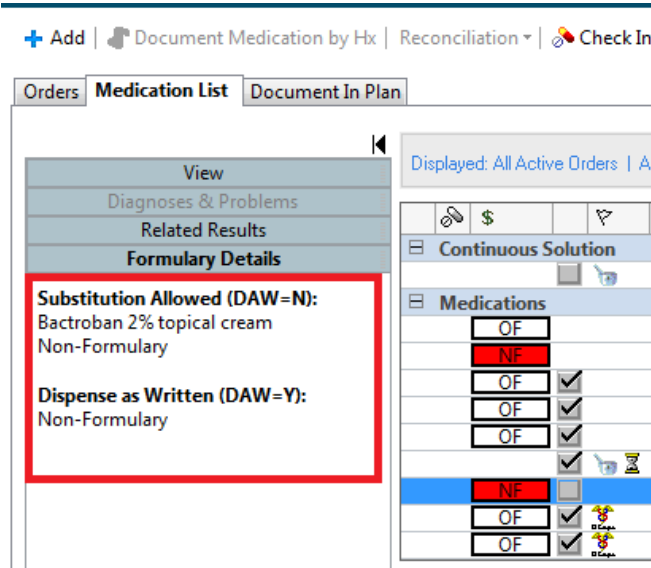 Add | Document Medication by Hx | Reconciliation | Check In
Orders Medication List Document In Plan
View
Diagnoses & Problems
Related Results
Formulary Details
Substitution Allowed (DAW=N):
Bactroban 2% topical cream
Non-Formulary
Dispense as Written (DAW=Y):
Non-Formulary
Displayed: All Active Orders | A
$
Continuous Solution
Medications
OF
NF
OF
OF
OF
NF
OF
OF